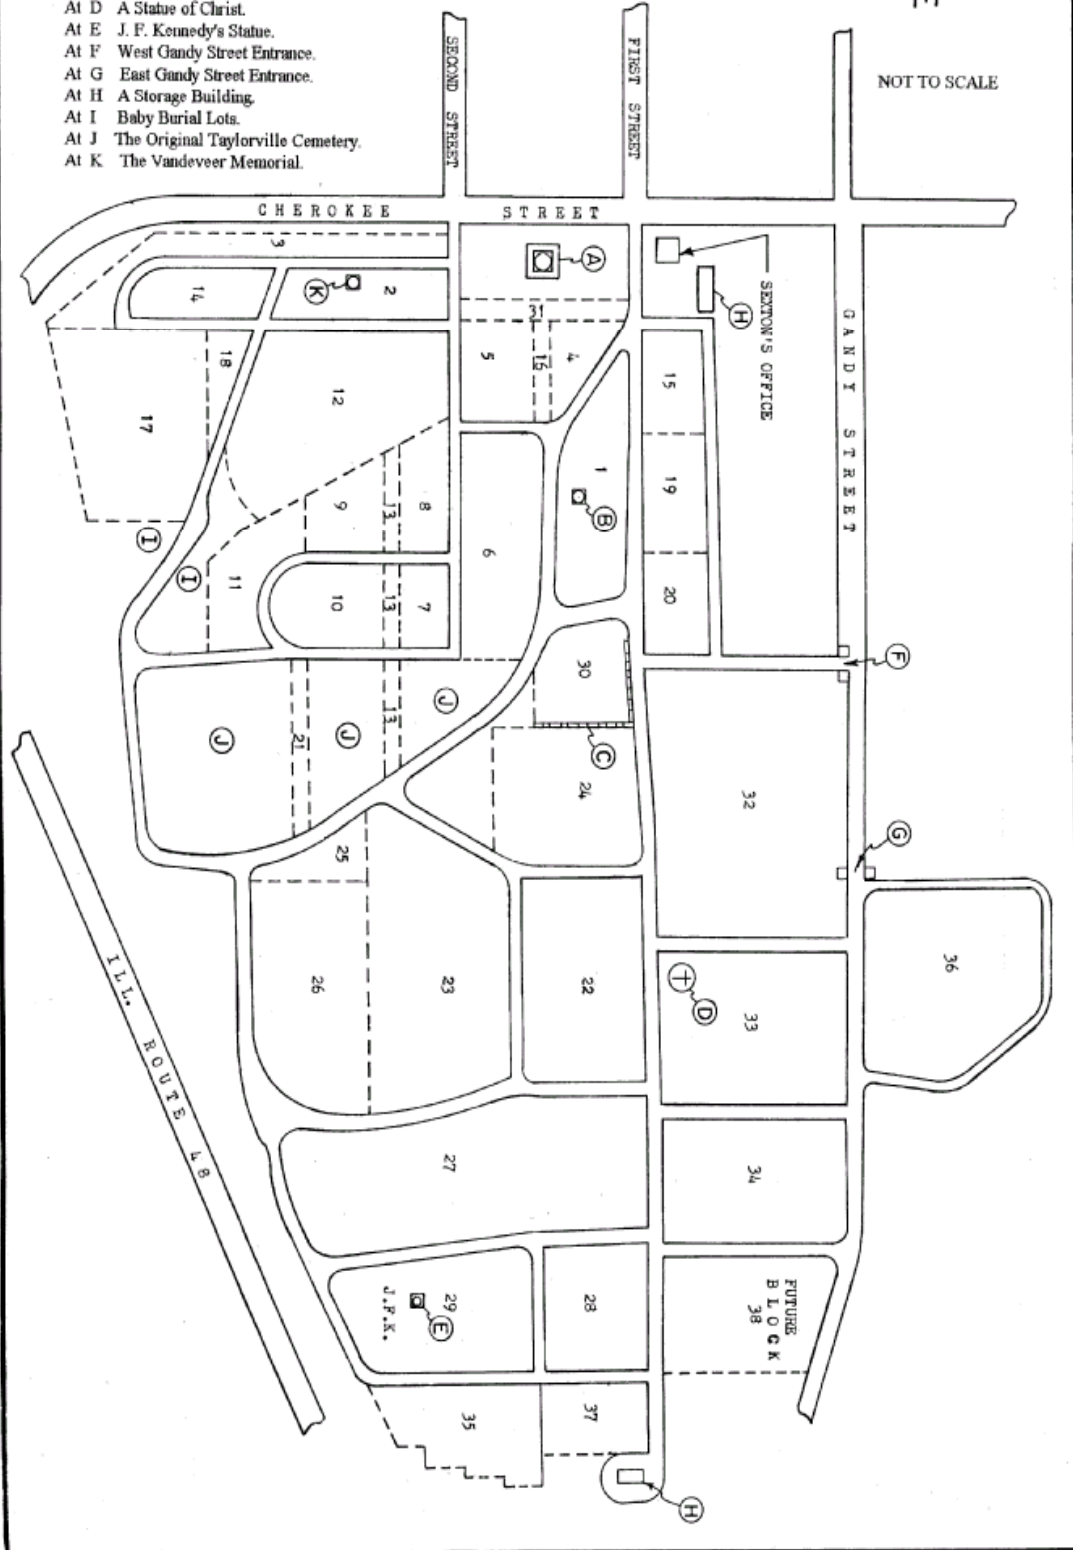 At D A Statue of Christ.
At E J. F. Kennedy's Statue.
At F West Gandy Street Entrance.
At G East Gandy Street Entrance.
At H A Storage Building.
At I Baby Burial Lots.
At J The Original Taylorville Cemetery.
At K The Vandeveer Memorial.
NOT TO SCALE
SECOND STREET
FIRST STREET
CHEROKEE STREET
GANDY STREET
SEXTON'S OFFICE
A
H
3
14
K
2
31
5
16
4
15
18
12
17
1
B
19
8
13
9
6
20
I
I
11
10
13
7
30
F
J
J
21
J
13
C
24
32
G
25
26
23
22
D
33
36
ILL. ROUTE 48
27
34
29
E
J.F.K.
28
FUTURE
BLOCK
38
35
37
H